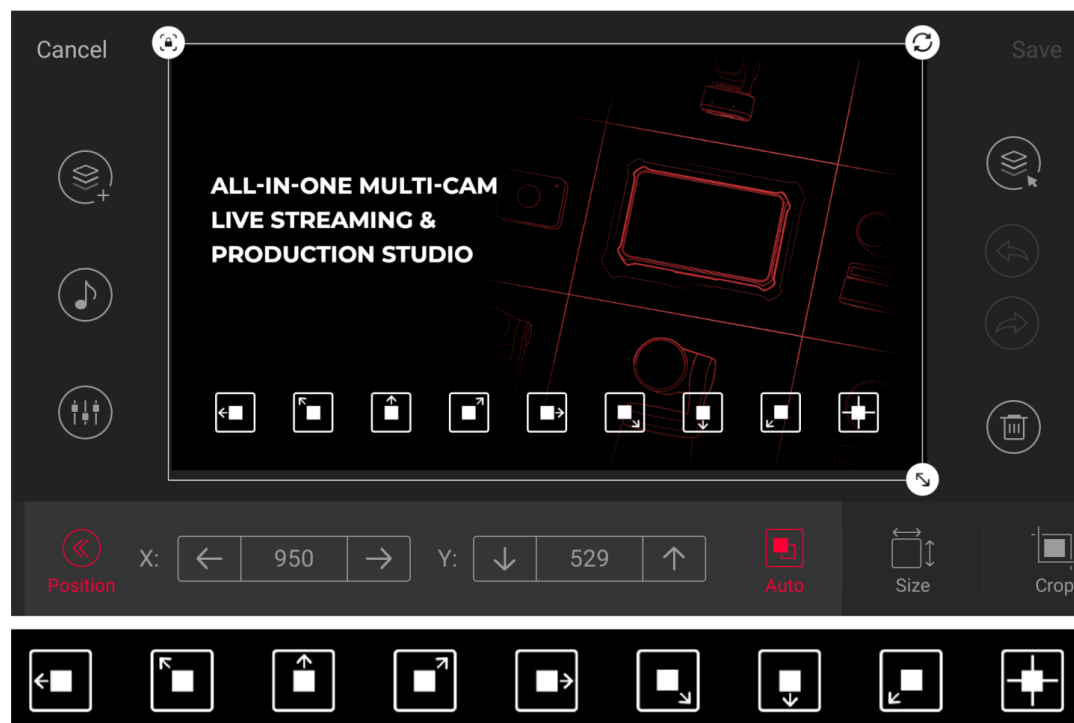 Cancel
Save
ALL-IN-ONE MULTI-CAM
LIVE STREAMING &
PRODUCTION STUDIO
X: 950 Y: 529
Position Auto Size Crop